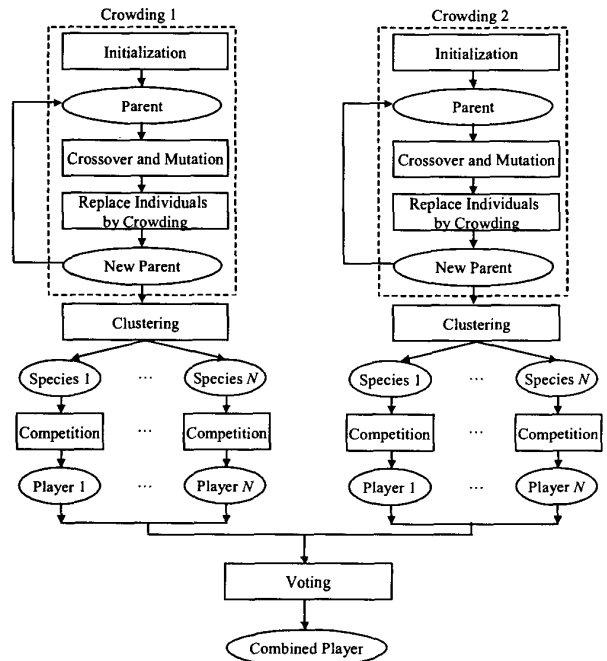 Crowding 1
Initialization
Parent
Crossover and Mutation
Replace Individuals
by Crowding
New Parent
Clustering
Species 1
...
Species N
Competition
...
Competition
Player 1
...
Player N
Crowding 2
Initialization
Parent
Crossover and Mutation
Replace Individuals
by Crowding
New Parent
Clustering
Species 1
...
Species N
Competition
...
Competition
Player 1
...
Player N
Voting
Combined Player